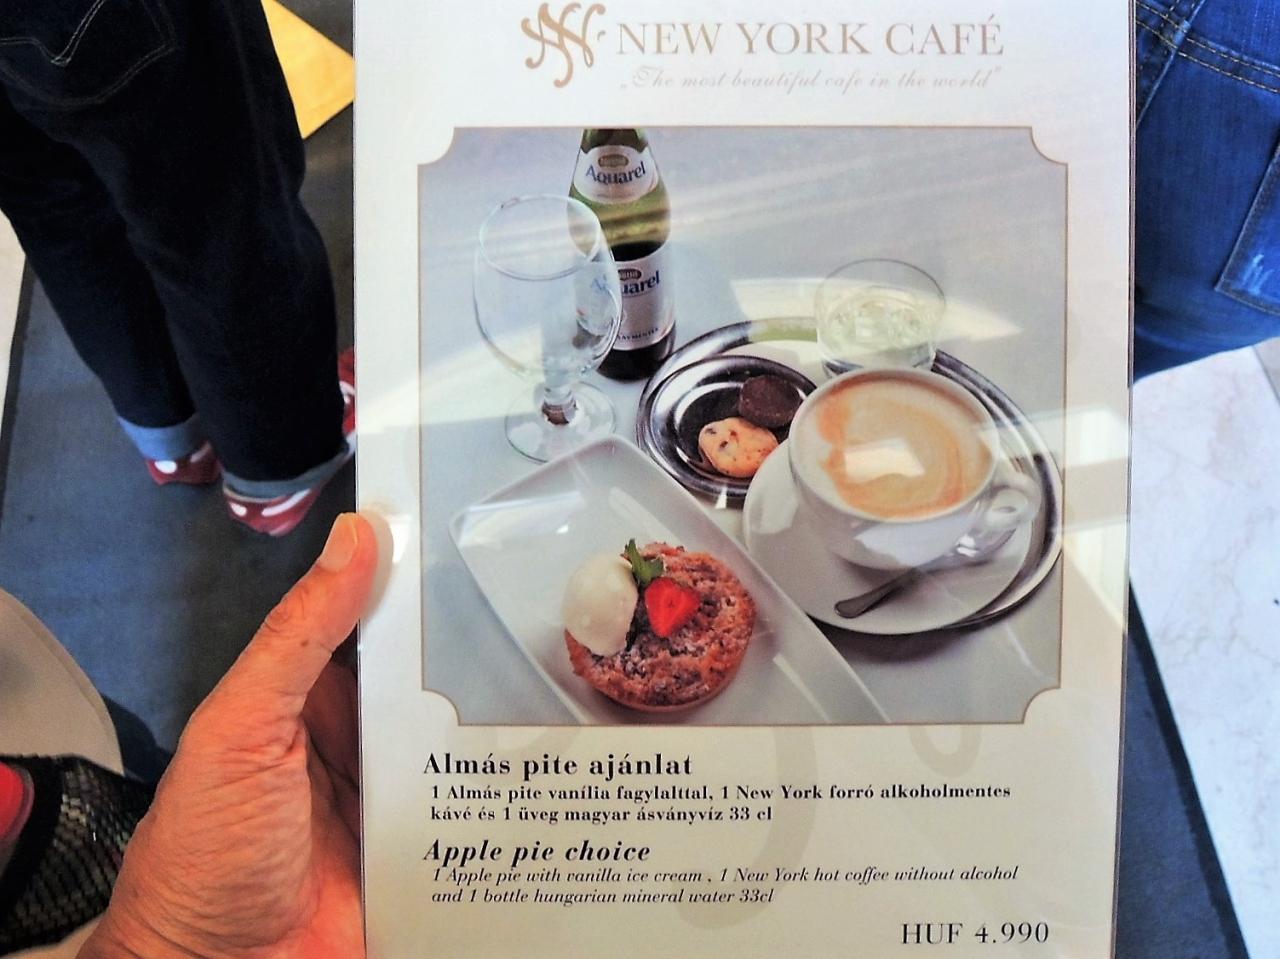 NEW YORK CAFÉ
„The most beautiful cafe in the world"
Aquarel
Aquarel
Almás pite ajánlat
1 Almás pite vanília fagylalttal, 1 New York forró alkoholmentes
kávé és 1 üveg magyar ásványvíz 33 cl
Apple pie choice
1 Apple pie with vanilla ice cream , 1 New York hot coffee without alcohol
and 1 bottle hungarian mineral water 33cl
HUF 4.990